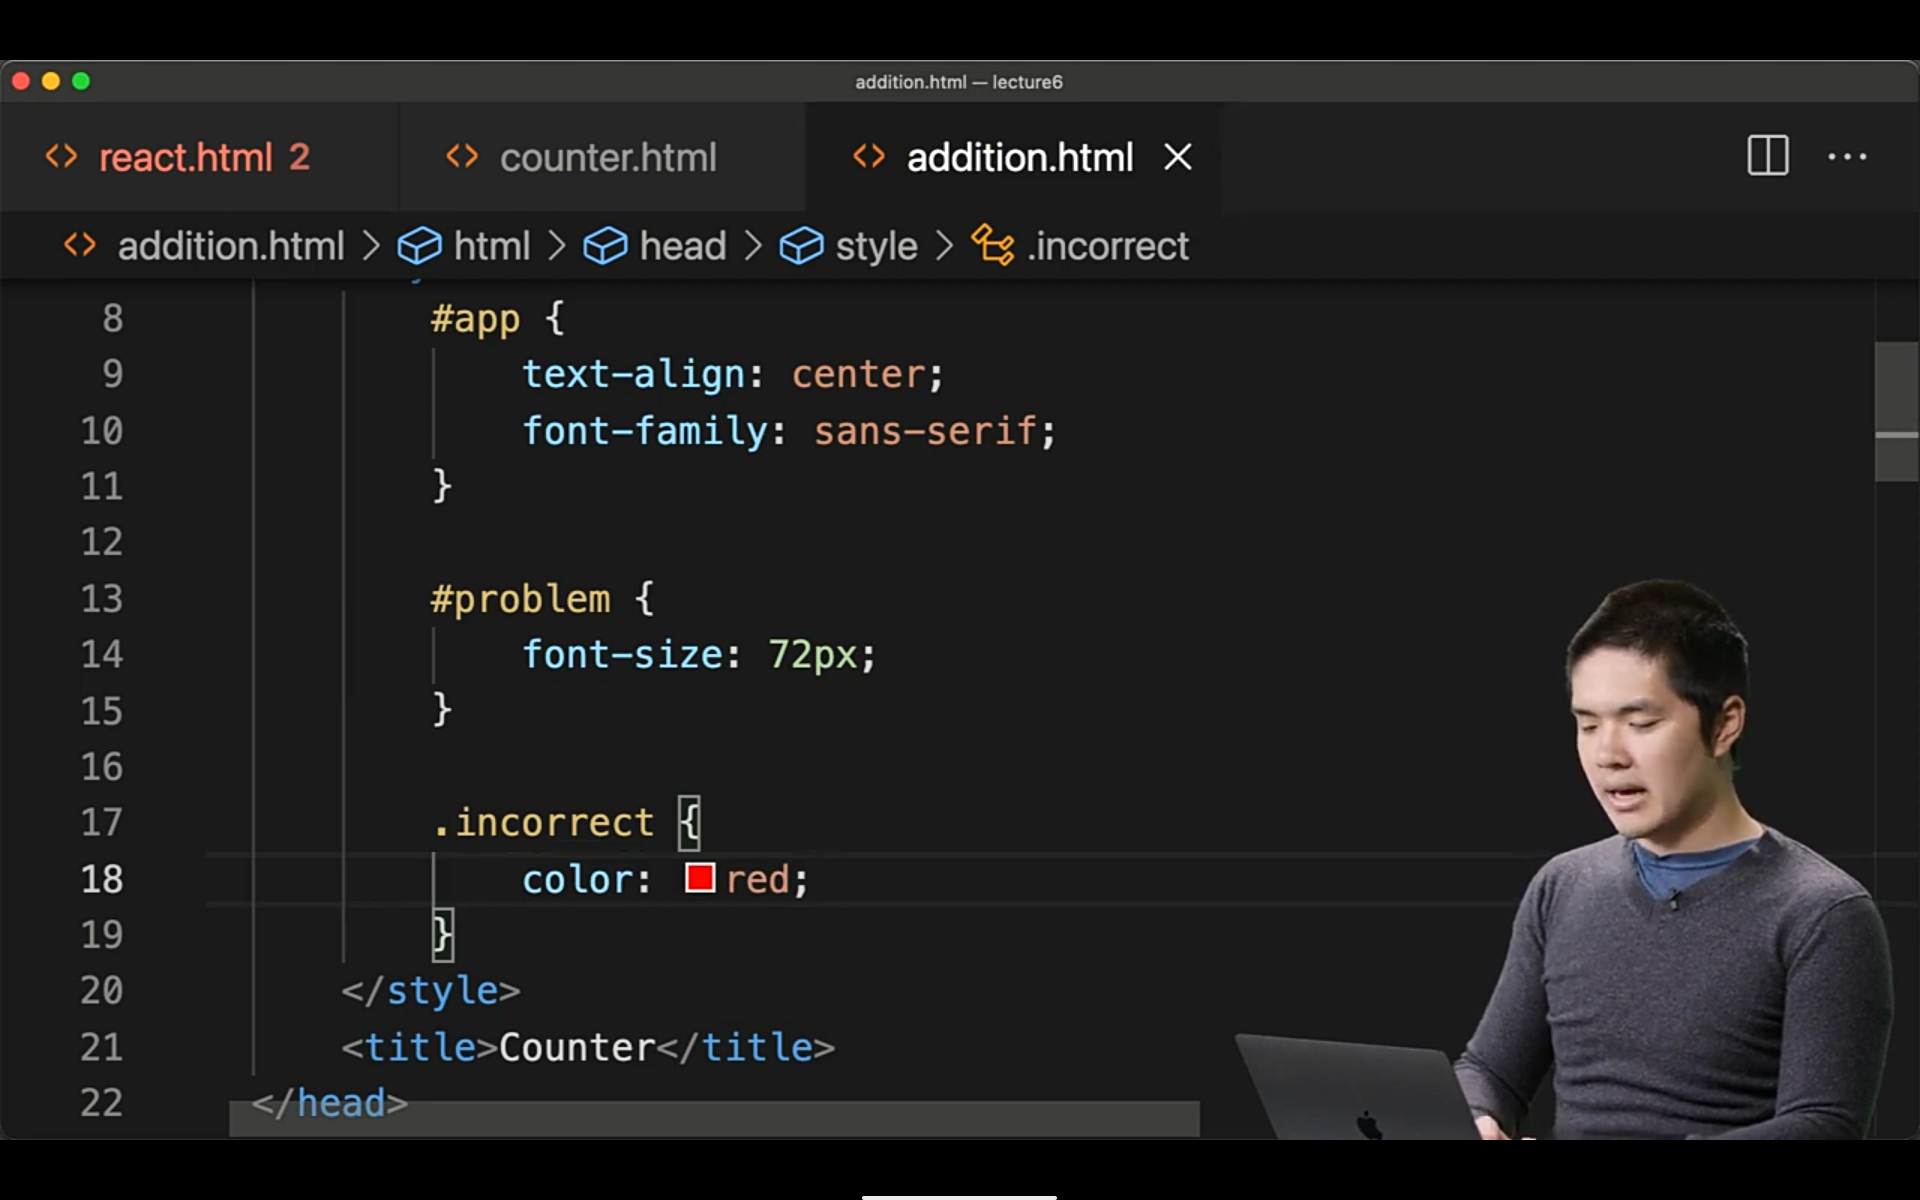 addition.html — lecture6
react.html 2
counter.html
addition.html
addition.html > html > head > style > .incorrect
8 #app {
9 text-align: center;
10 font-family: sans-serif;
11 }
12
13 #problem {
14 font-size: 72px;
15 }
16
17 .incorrect {
18 color: red;
19 }
20 </style>
21 <title>Counter</title>
22 </head>